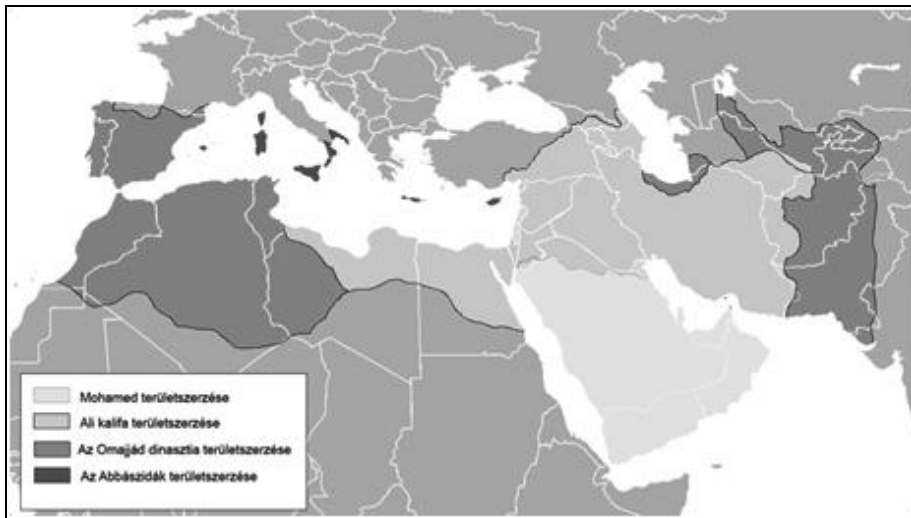 Mohamed területszerzése
Ali kalifa területszerzése
Az Omajjád dinasztia területszerzése
Az Abbászidák területszerzése